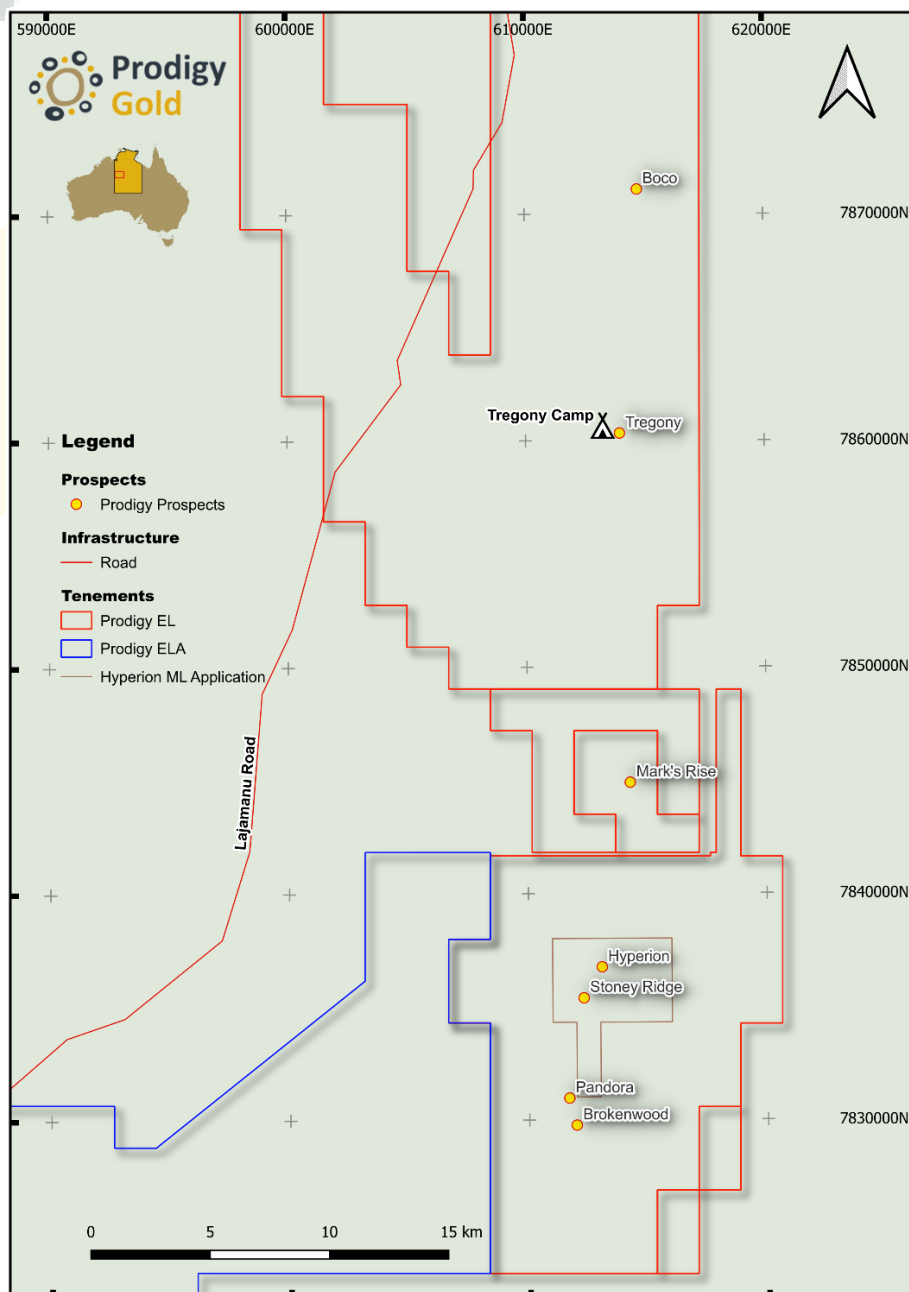 590000E
600000E
610000E
620000E
Prodigy
Gold
Boco
7870000N
Tregony Camp
Tregony
7860000N
Legend
Prospects
Prodigy Prospects
Infrastructure
Road
Tenements
Prodigy EL
Prodigy ELA
Hyperion ML Application
7850000N
Lajamanu Road
Mark's Rise
7840000N
Hyperion
Stoney Ridge
Pandora
Brokenwood
7830000N
0 5 10 15 km